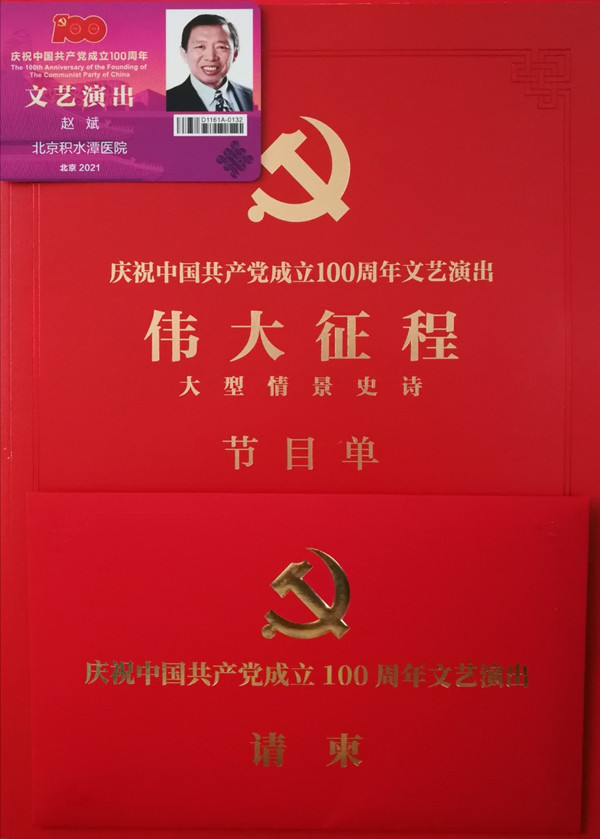 100
庆祝中国共产党成立100周年
The 100th Anniversary of the Founding of
The Communist Party of China
文艺演出
赵 斌
北京积水潭医院
北京 2021
D1161A-0132
庆祝中国共产党成立100周年文艺演出
伟大征程
大型情景史诗
节目单
庆祝中国共产党成立 100 周年文艺演出
请柬